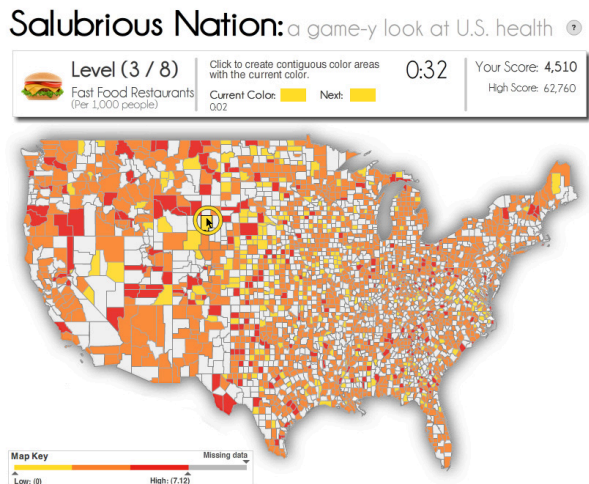 Salubrious Nation: a game-y look at U.S. health ?
Level (3 / 8)
Fast Food Restaurants
(Per 1,000 people)
Click to create contiguous color areas
with the current color.
Current Color: Next:
0:02
0:32
Your Score: 4,510
High Score: 62,760
Map Key
Missing data
Low: (0) High: (7.12)